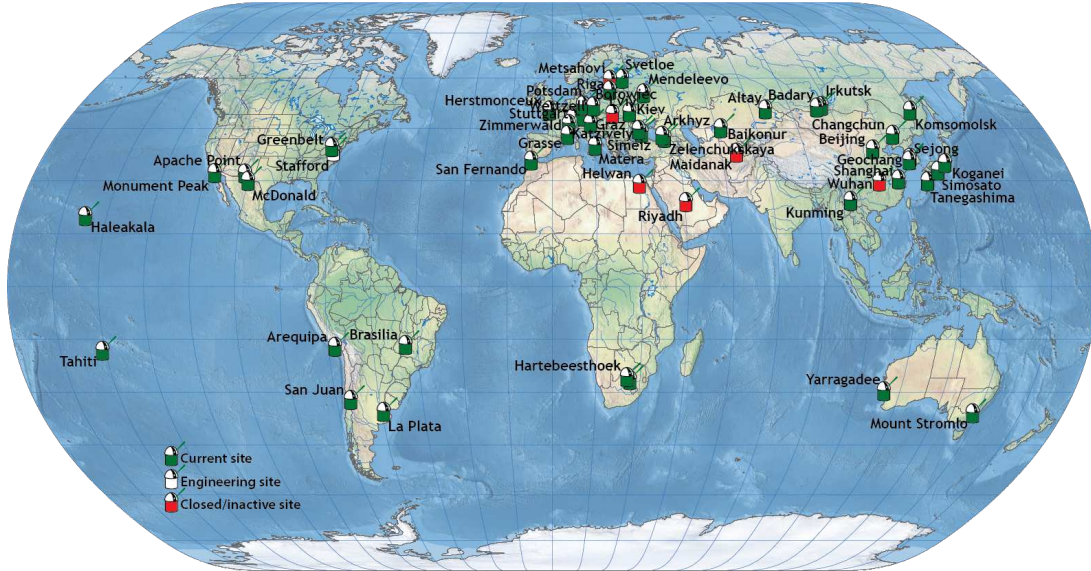 Metsahovi
Svetloe
Mendeleevo
Riga
Potsdam
Borowiec
Herstmonceux
Wettzell
Lviv
Kiev
Stuttgart
Zimmerwald
Graz
Katzively
Arkhyz
Grasse
Simeiz
Zelenchukskaya
Matera
Maidanak
San Fernando
Helwan
Riyadh
Altay
Badary
Irkutsk
Baikonur
Changchun
Komsomolsk
Beijing
Geochang
Sejong
Shanghai
Koganei
Wuhan
Simosato
Tanegashima
Kunming
Greenbelt
Stafford
Apache Point
Monument Peak
McDonald
Haleakala
Tahiti
Arequipa
Brasilia
San Juan
La Plata
Hartebeesthoek
Yarragadee
Mount Stromlo
Current site
Engineering site
Closed/inactive site